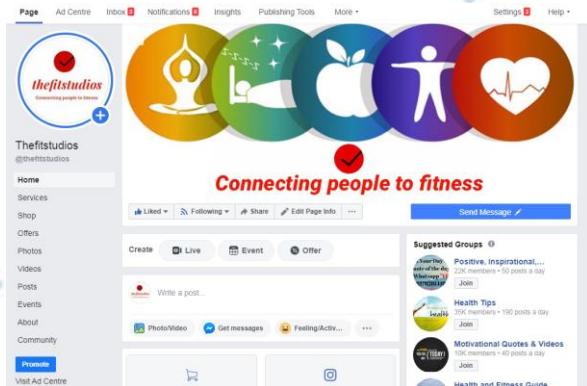 Page Ad Centre Inbox Notifications Insights Publishing Tools More Settings Help
thefitstudios
Connecting people to fitness
Thefitstudios
@thefitstudios
Home
Services
Shop
Offers
Photos
Videos
Posts
Events
About
Community
Promote
Visit Ad Centre
Connecting people to fitness
Liked Following Share Edit Page Info ...
Send Message
Create Live Event Offer
Write a post...
Photo/Video Get messages Feeling/Activ... ...
Suggested Groups
Positive, Inspirational,...
22K members • 50 posts a day
Join
Health Tips
35K members • 190 posts a day
Join
Motivational Quotes & Videos
10K members • 40 posts a day
Join
Health and Fitness Guide